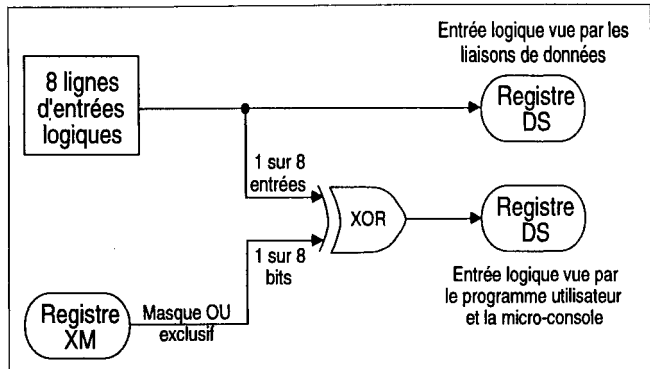 Entrée logique vue par les
liaisons de données
8 lignes
d'entrées
logiques
Registre
DS
1 sur 8
entrées
XOR
Registre
DS
1 sur 8
bits
Entrée logique vue par
le programme utilisateur
et la micro-console
Registre
XM
Masque OU
exclusif